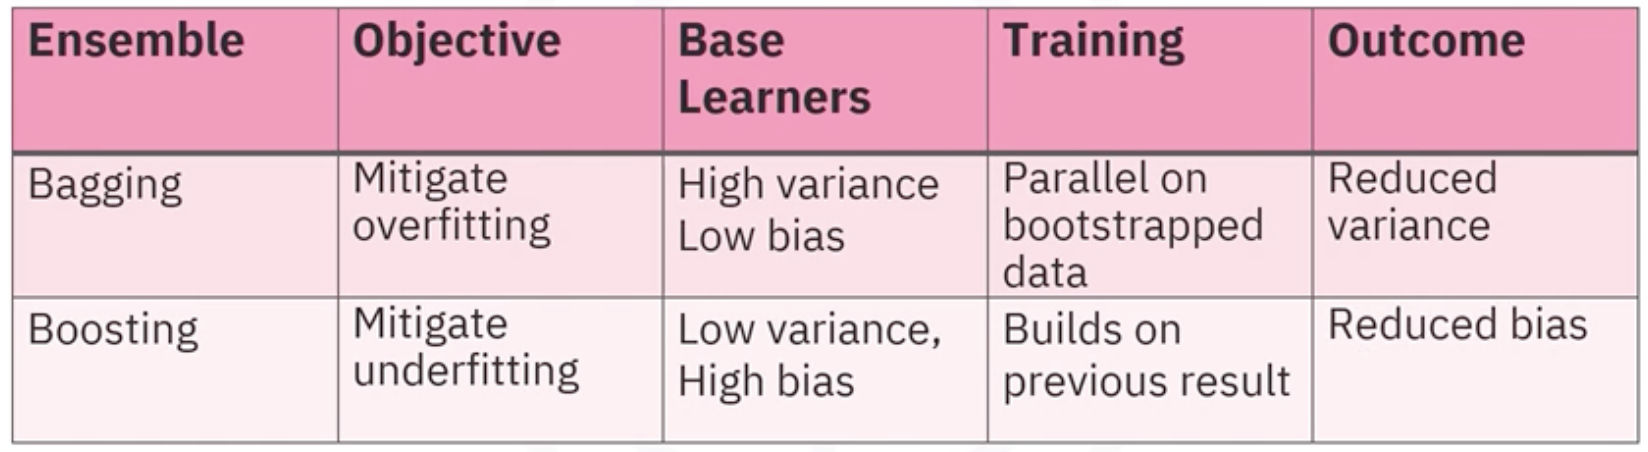 Ensemble
Objective
Base
Learners
Training
Outcome
Bagging
Mitigate
overfitting
High variance
Low bias
Parallel on
bootstrapped
data
Reduced
variance
Boosting
Mitigate
underfitting
Low variance,
High bias
Builds on
previous result
Reduced bias